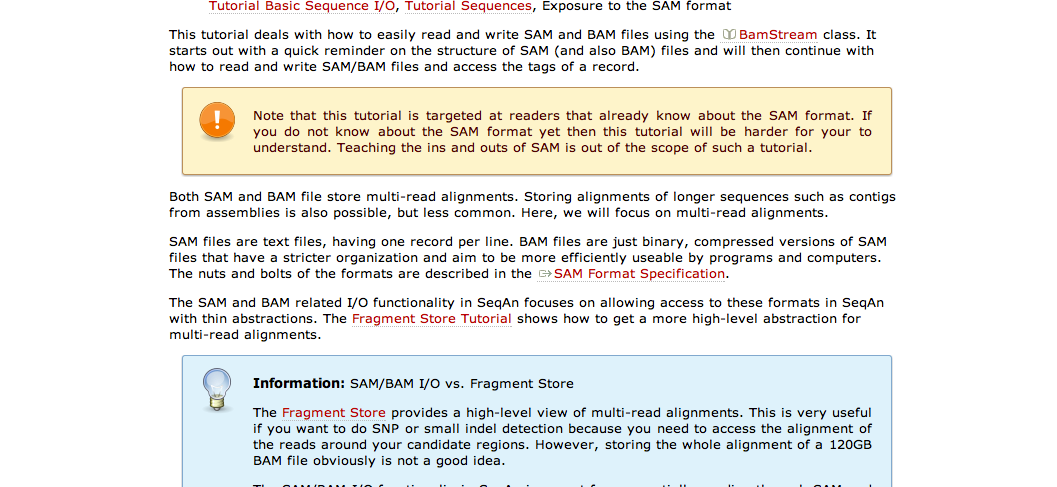 Tutorial Basic Sequence I/O, Tutorial Sequences, Exposure to the SAM format
This tutorial deals with how to easily read and write SAM and BAM files using the BamStream class. It
starts out with a quick reminder on the structure of SAM (and also BAM) files and will then continue with
how to read and write SAM/BAM files and access the tags of a record.
Note that this tutorial is targeted at readers that already know about the SAM format. If
you do not know about the SAM format yet then this tutorial will be harder for your to
understand. Teaching the ins and outs of SAM is out of the scope of such a tutorial.
Both SAM and BAM file store multi-read alignments. Storing alignments of longer sequences such as contigs
from assemblies is also possible, but less common. Here, we will focus on multi-read alignments.
SAM files are text files, having one record per line. BAM files are just binary, compressed versions of SAM
files that have a stricter organization and aim to be more efficiently useable by programs and computers.
The nuts and bolts of the formats are described in the SAM Format Specification.
The SAM and BAM related I/O functionality in SeqAn focuses on allowing access to these formats in SeqAn
with thin abstractions. The Fragment Store Tutorial shows how to get a more high-level abstraction for
multi-read alignments.
Information: SAM/BAM I/O vs. Fragment Store
The Fragment Store provides a high-level view of multi-read alignments. This is very useful
if you want to do SNP or small indel detection because you need to access the alignment of
the reads around your candidate regions. However, storing the whole alignment of a 120GB
BAM file obviously is not a good idea.